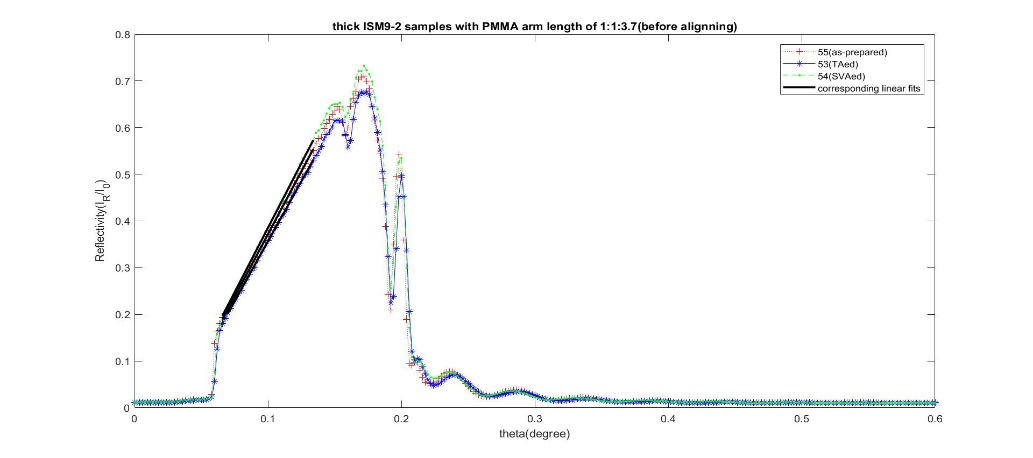 thick ISM9-2 samples with PMMA arm length of 1:1:3.7(before alignning)
0.8
0.7
0.6
0.5
0.4
0.3
0.2
0.1
0
Reflectivity(I_R/I_0)
55(as-prepared)
53(TAed)
54(SVAed)
corresponding linear fits
0 0.1 0.2 0.3 0.4 0.5 0.6
theta(degree)